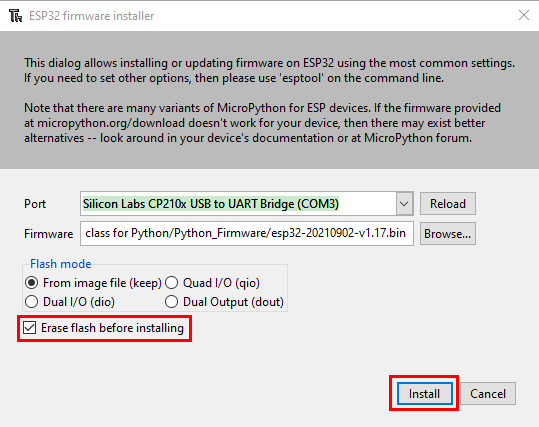 ESP32 firmware installer
This dialog allows installing or updating firmware on ESP32 using the most common settings.
If you need to set other options, then please use 'esptool' on the command line.
Note that there are many variants of MicroPython for ESP devices. If the firmware provided
at micropython.org/download doesn't work for your device, then there may exist better
alternatives -- look around in your device's documentation or at MicroPython forum.
Port Silicon Labs CP210x USB to UART Bridge (COM3) Reload
Firmware class for Python/Python_Firmware/esp32-20210902-v1.17.bin Browse...
Flash mode
From image file (keep) Quad I/O (qio)
Dual I/O (dio) Dual Output (dout)
Erase flash before installing
Install Cancel